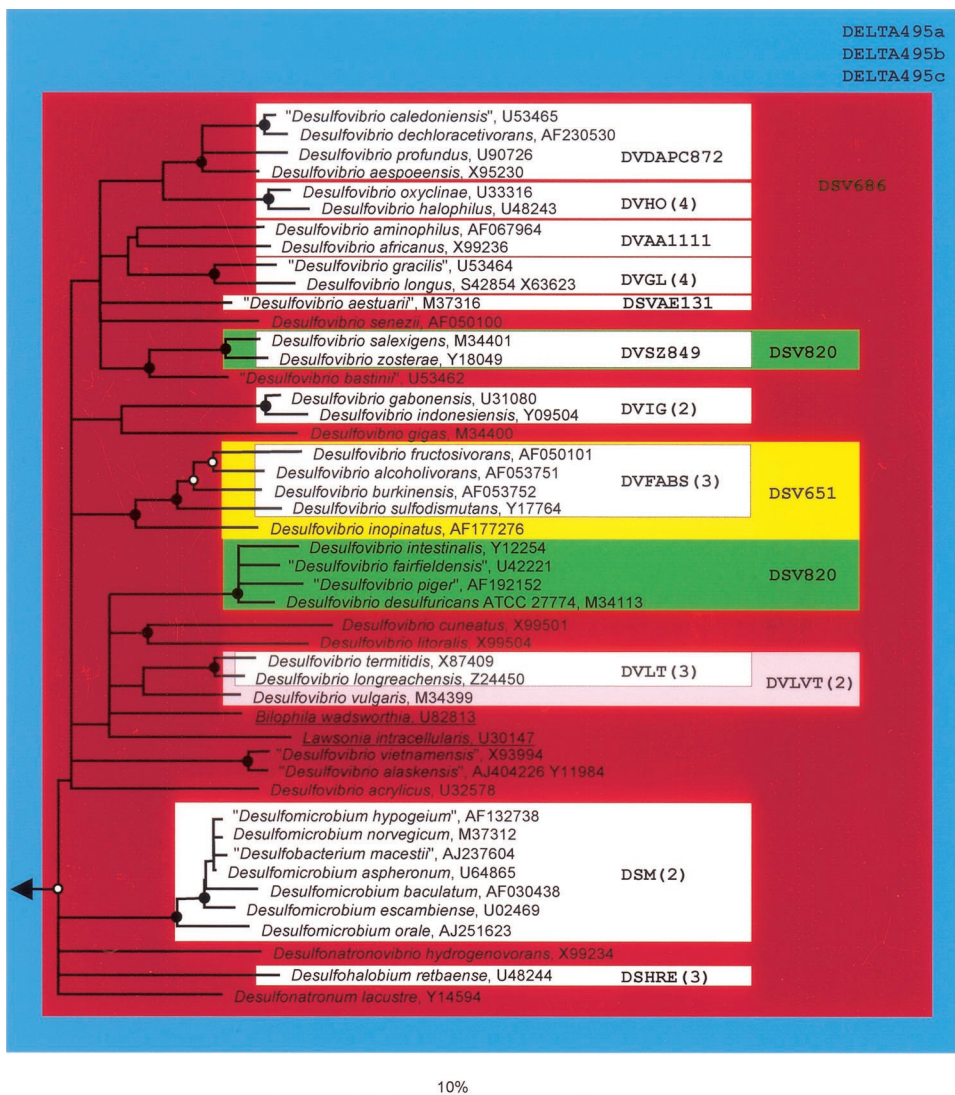 DELTA495a
DELTA495b
DELTA495c
DSV686
"Desulfovibrio caledoniensis", U53465
Desulfovibrio dechloracetivorans, AF230530
Desulfovibrio profundus, U90726
DVDAPC872
Desulfovibrio aespoeensis, X95230
Desulfovibrio oxyclinae, U33316
Desulfovibrio halophilus, U48243
DVHO(4)
Desulfovibrio aminophilus, AF067964
Desulfovibrio africanus, X99236
DVAA1111
"Desulfovibrio gracilis", U53464
Desulfovibrio longus, S42854 X63623
DVGL(4)
"Desulfovibrio aestuarii", M37316 DSVAE131
Desulfovibrio senezii, AF050100
Desulfovibrio salexigens, M34401
Desulfovibrio zosterae, Y18049
DVSZ849 DSV820
"Desulfovibrio bastinii", U53462
Desulfovibrio gabonensis, U31080
Desulfovibrio indonesiensis, Y09504
DVIG(2)
Desulfovibrio gigas, M34400
Desulfovibrio fructosivorans, AF050101
Desulfovibrio alcoholivorans, AF053751
Desulfovibrio burkinensis, AF053752
DVFABS(3) DSV651
Desulfovibrio sulfodismutans, Y17764
Desulfovibrio inopinatus, AF177276
Desulfovibrio intestinalis, Y12254
"Desulfovibrio fairfieldensis", U42221
DSV820
"Desulfovibrio piger", AF192152
Desulfovibrio desulfuricans ATCC 27774, M34113
Desulfovibrio cuneatus, X99501
Desulfovibrio litoralis, X99504
Desulfovibrio termitidis, X87409
Desulfovibrio longreachensis, Z24450
DVLT(3) DVLVT(2)
Desulfovibrio vulgaris, M34399
Bilophila wadsworthia, U82813
Lawsonia intracellularis, U30147
"Desulfovibrio vietnamensis", X93994
"Desulfovibrio alaskensis", AJ404226 Y11984
Desulfovibrio acrylicus, U32578
"Desulfomicrobium hypogeium", AF132738
Desulfomicrobium norvegicum, M37312
"Desulfobacterium macestii", AJ237604
Desulfomicrobium aspheronum, U64865
DSM(2)
Desulfomicrobium baculatum, AF030438
Desulfomicrobium escambiense, U02469
Desulfomicrobium orale, AJ251623
Desulfonatronovibrio hydrogenovorans, X99234
Desulfohalobium retbaense, U48244 DSHRE(3)
Desulfonatronum lacustre, Y14594
10%